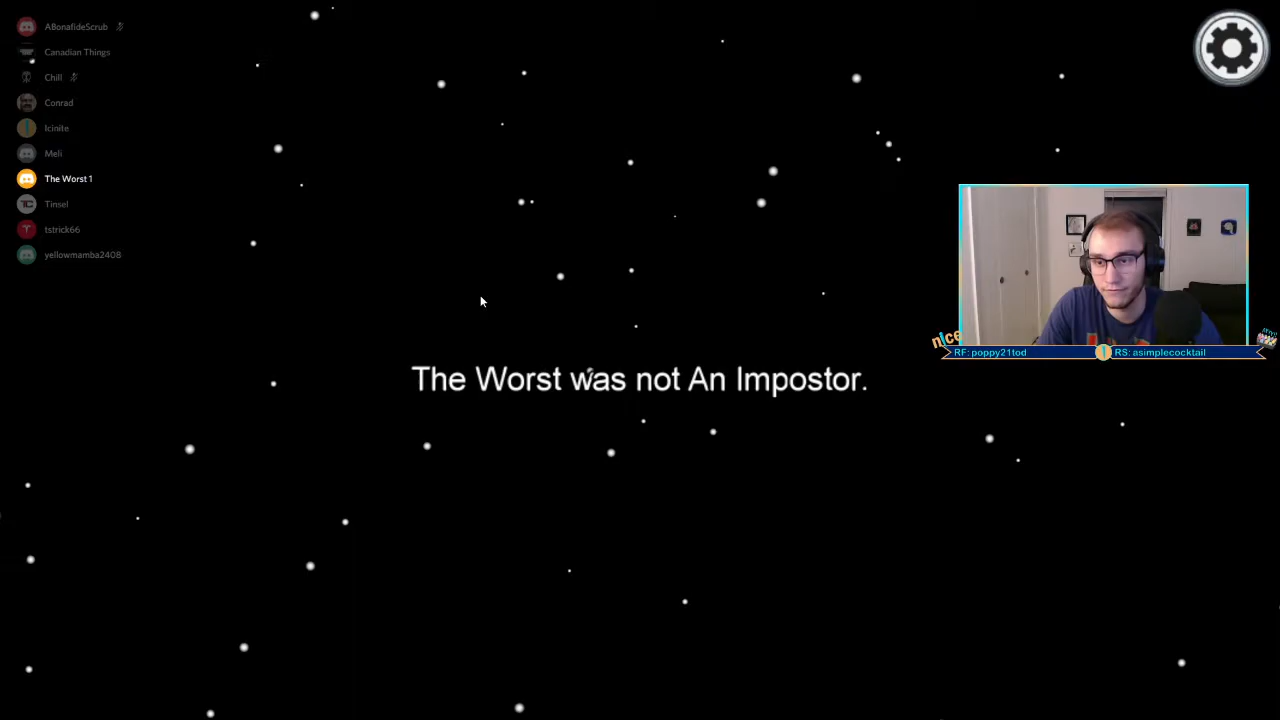 ABonafideScrub
Canadian Things
Chill
Conrad
Icinite
Meli
The Worst 1
Tinsel
tstrick66
yellowmamba2408
The Worst was not An Impostor.
nice
RF: poppy21tod
RS: asimplecocktail